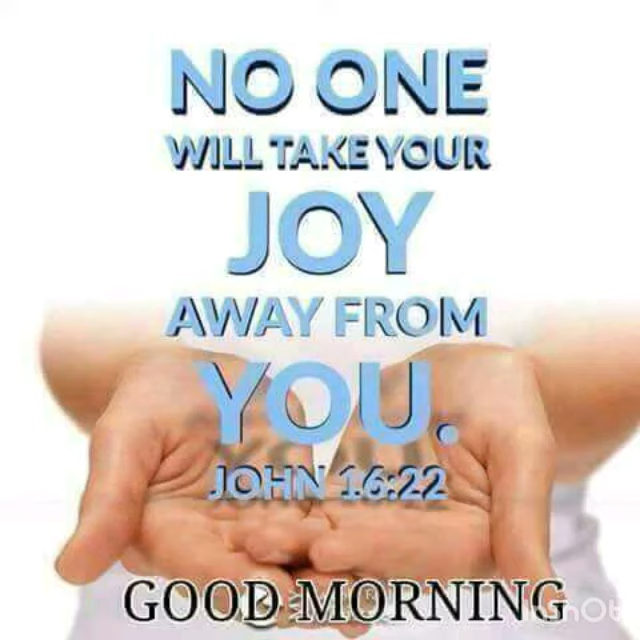 NO ONE
WILL TAKE YOUR
JOY
AWAY FROM
YOU.
JOHN 16:22
GOOD MORNING